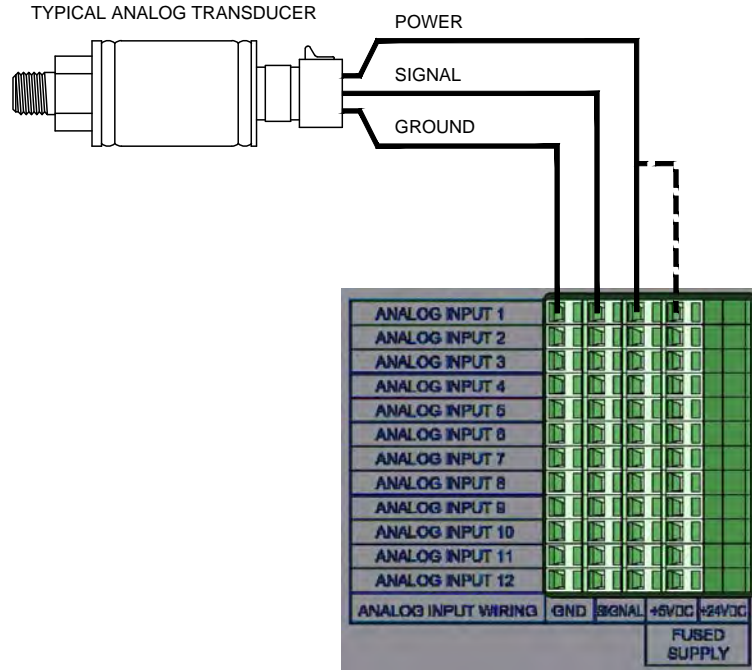 TYPICAL ANALOG TRANSDUCER
POWER
SIGNAL
GROUND
ANALOG INPUT 1
ANALOG INPUT 2
ANALOG INPUT 3
ANALOG INPUT 4
ANALOG INPUT 5
ANALOG INPUT 6
ANALOG INPUT 7
ANALOG INPUT 8
ANALOG INPUT 9
ANALOG INPUT 10
ANALOG INPUT 11
ANALOG INPUT 12
ANALOG INPUT WIRING GND SIGNAL +5VDC +24VDC
FUSED
SUPPLY